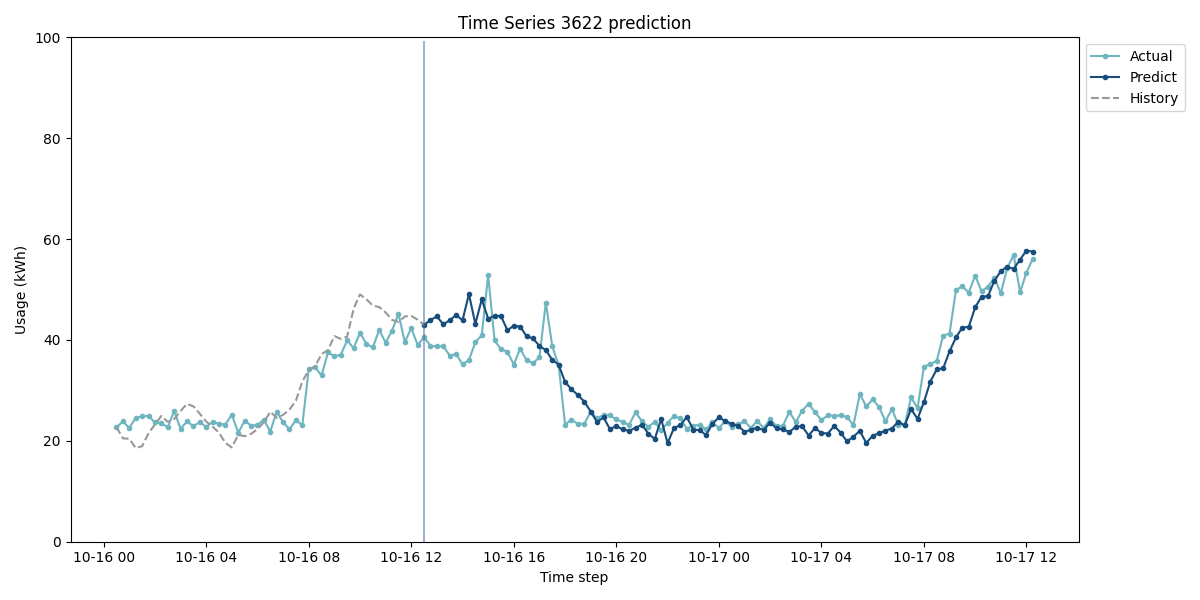 Time Series 3622 prediction
100
80
60
40
20
0
Usage (kWh)
10-16 00 10-16 04 10-16 08 10-16 12 10-16 16 10-16 20 10-17 00 10-17 04 10-17 08 10-17 12
Time step
Actual
Predict
History